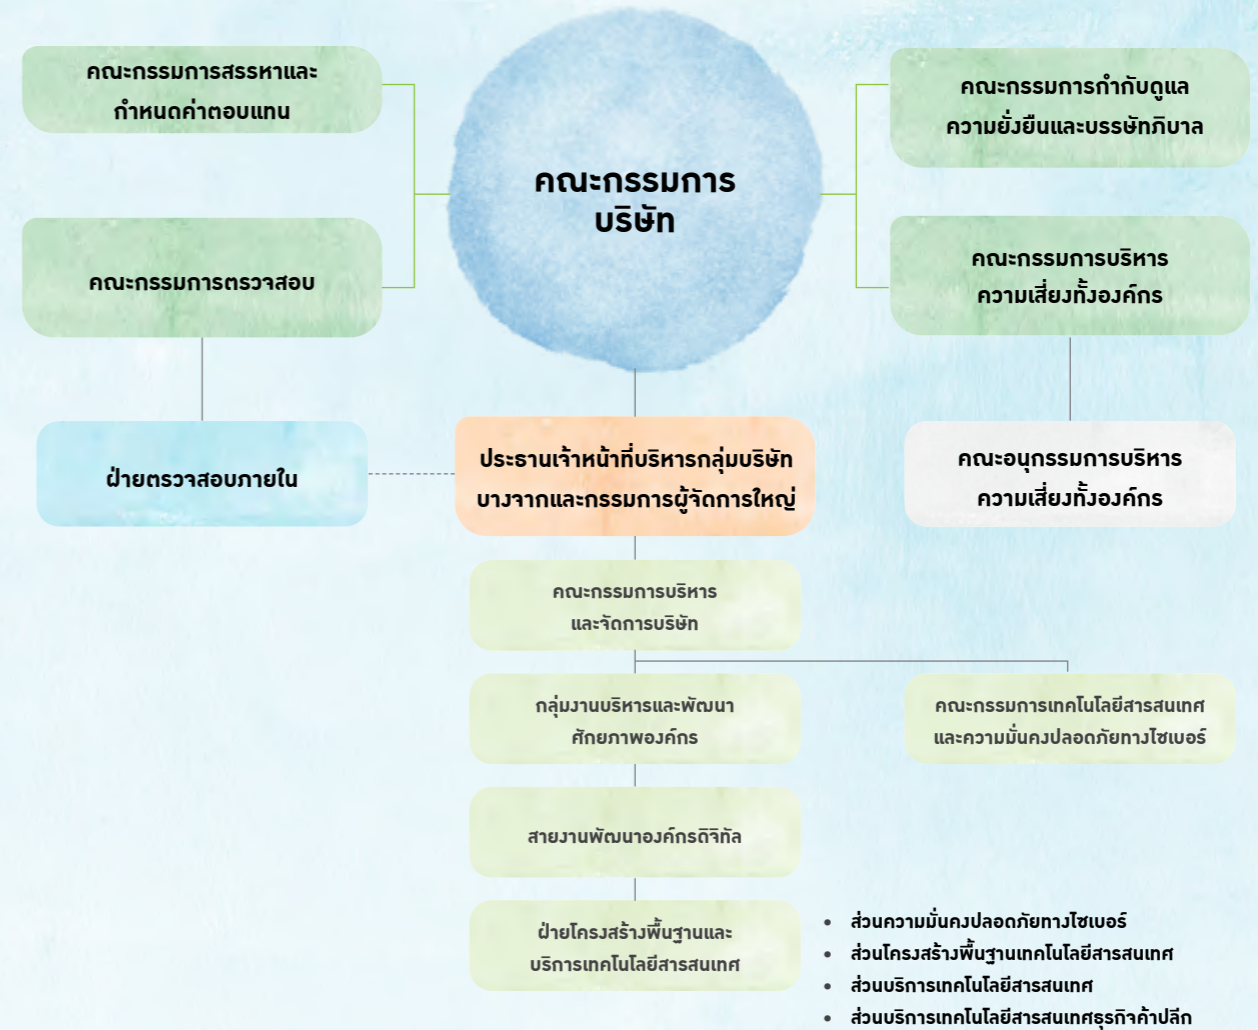 คณะกรรมการสรรหาและ
กำหนดค่าตอบแทน
คณะกรรมการกำกับดูแล
ความยั่งยืนและบรรษัทภิบาล
คณะกรรมการ
บริษัท
คณะกรรมการตรวจสอบ
คณะกรรมการบริหาร
ความเสี่ยงทั้งองค์กร
ฝ่ายตรวจสอบภายใน
ประธานเจ้าหน้าที่บริหารกลุ่มบริษัท
บางจากและกรรมการผู้จัดการใหญ่
คณะอนุกรรมการบริหาร
ความเสี่ยงทั้งองค์กร
คณะกรรมการบริหาร
และจัดการบริษัท
กลุ่มงานบริหารและพัฒนา
ศักยภาพองค์กร
คณะกรรมการเทคโนโลยีสารสนเทศ
และความมั่นคงปลอดภัยทางไซเบอร์
สายงานพัฒนาองค์กรดิจิทัล
ฝ่ายโครงสร้างพื้นฐานและ
บริการเทคโนโลยีสารสนเทศ
• ส่วนความมั่นคงปลอดภัยทางไซเบอร์
• ส่วนโครงสร้างพื้นฐานเทคโนโลยีสารสนเทศ
• ส่วนบริการเทคโนโลยีสารสนเทศ
• ส่วนบริการเทคโนโลยีสารสนเทศธุรกิจค้าปลีก